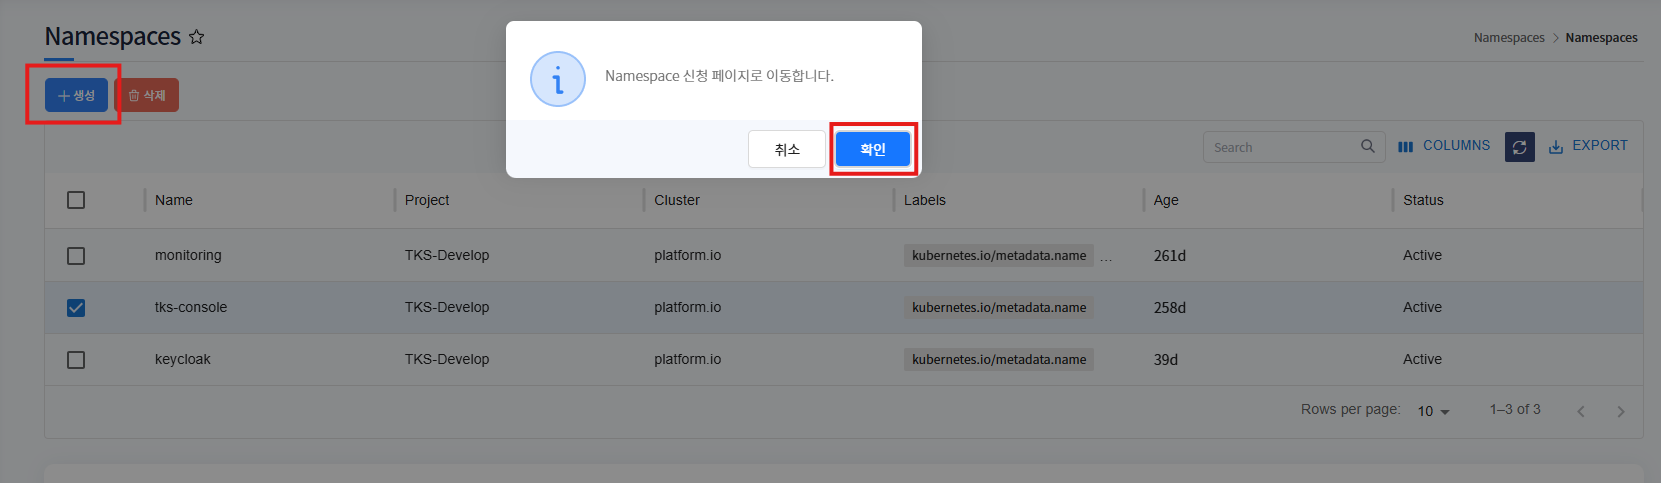 Namespaces
Namespaces > Namespaces
+ 생성 삭제
Namespace 신청 페이지로 이동합니다.
취소 확인
Search COLUMNS EXPORT
Name Project Cluster Labels Age Status
monitoring TKS-Develop platform.io kubernetes.io/metadata.name ... 261d Active
tks-console TKS-Develop platform.io kubernetes.io/metadata.name 258d Active
keycloak TKS-Develop platform.io kubernetes.io/metadata.name 39d Active
Rows per page: 10 1–3 of 3